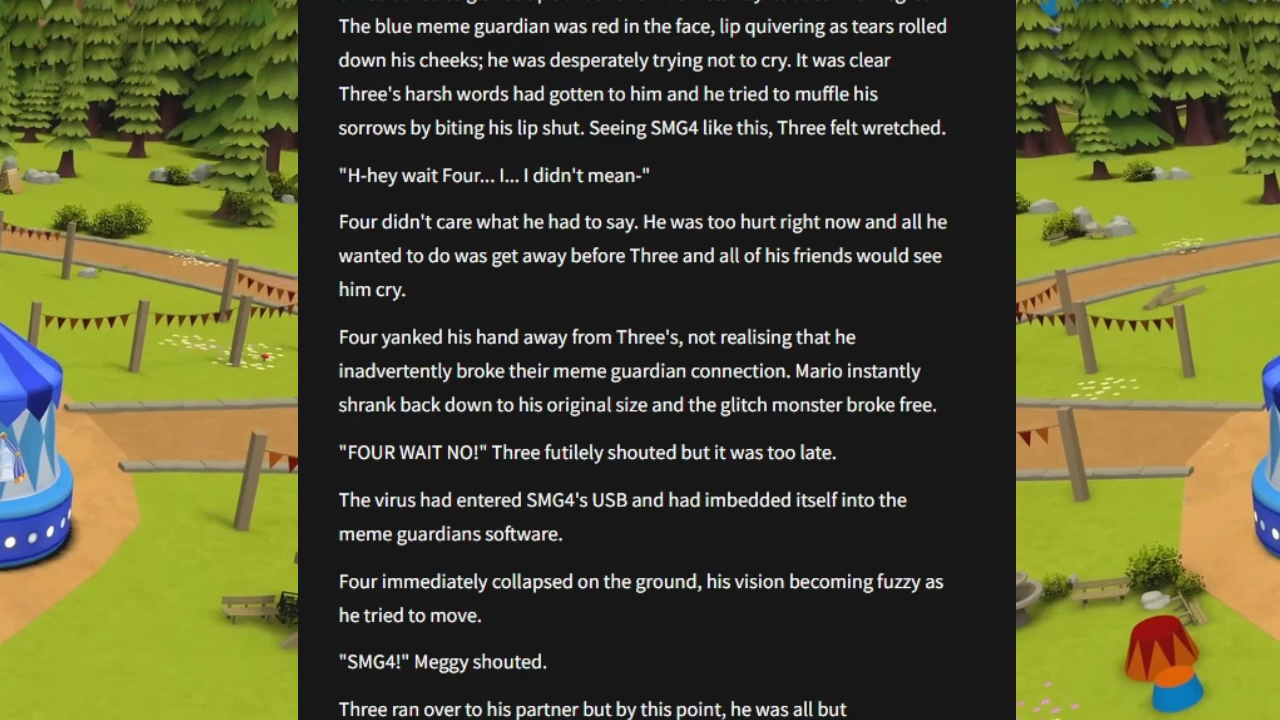 The blue meme guardian was red in the face, lip quivering as tears rolled
down his cheeks; he was desperately trying not to cry. It was clear
Three's harsh words had gotten to him and he tried to muffle his
sorrows by biting his lip shut. Seeing SMG4 like this, Three felt wretched.
"H-hey wait Four... I... I didn't mean-"
Four didn't care what he had to say. He was too hurt right now and all he
wanted to do was get away before Three and all of his friends would see
him cry.
Four yanked his hand away from Three's, not realising that he
inadvertently broke their meme guardian connection. Mario instantly
shrank back down to his original size and the glitch monster broke free.
"FOUR WAIT NO!" Three futilely shouted but it was too late.
The virus had entered SMG4's USB and had imbedded itself into the
meme guardians software.
Four immediately collapsed on the ground, his vision becoming fuzzy as
he tried to move.
"SMG4!" Meggy shouted.
Three ran over to his partner but by this point, he was all but